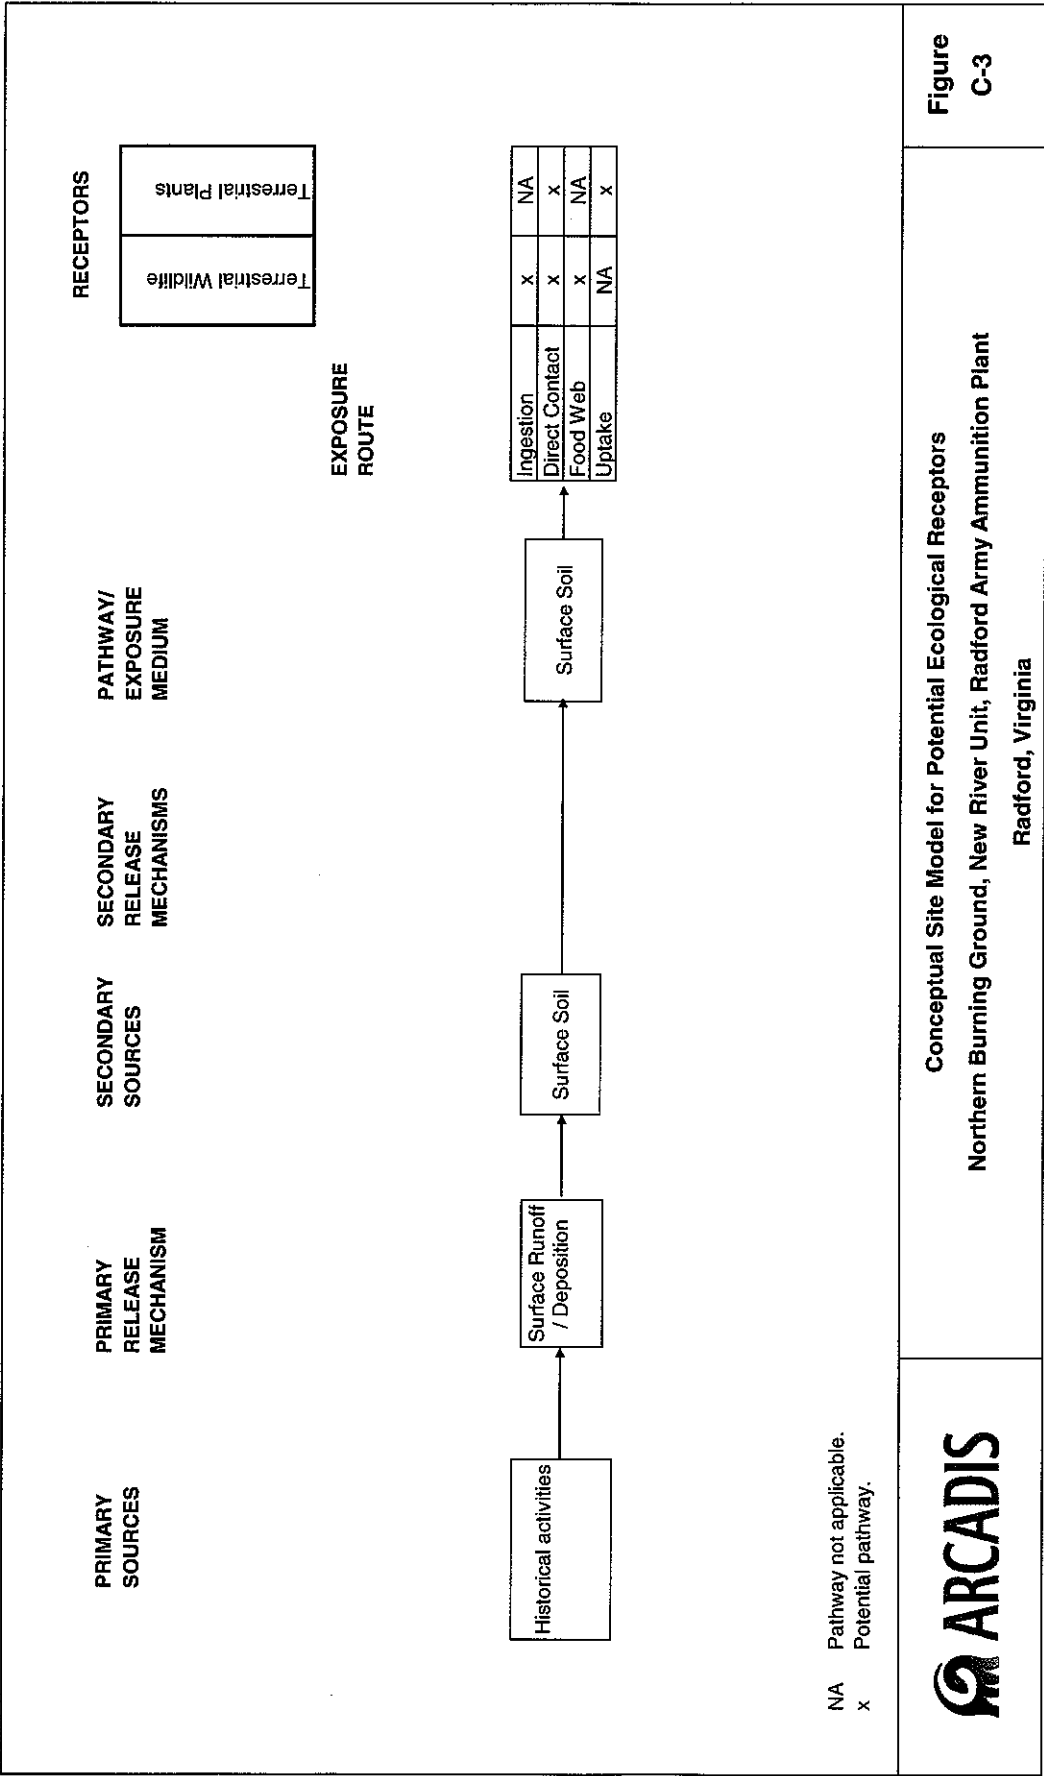 PRIMARY
SOURCES
PRIMARY
RELEASE
MECHANISM
SECONDARY
SOURCES
SECONDARY
RELEASE
MECHANISMS
PATHWAY/
EXPOSURE
MEDIUM
RECEPTORS
Terrestrial Wildlife
Terrestrial Plants
EXPOSURE
ROUTE
Historical activities
Surface Runoff
/ Deposition
Surface Soil
Surface Soil
Ingestion x NA
Direct Contact x x
Food Web x NA
Uptake NA x
NA Pathway not applicable.
x Potential pathway.
ARCADIS
Conceptual Site Model for Potential Ecological Receptors
Northern Burning Ground, New River Unit, Radford Army Ammunition Plant
Radford, Virginia
Figure
C-3